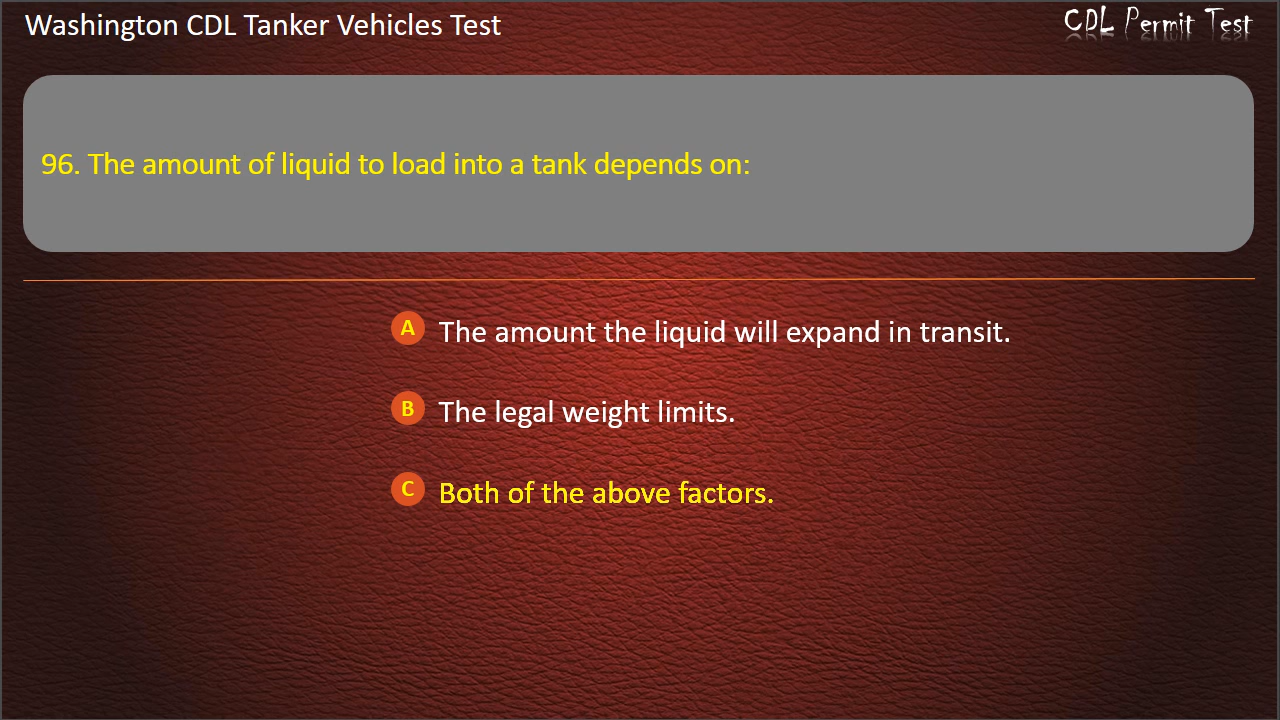 Washington CDL Tanker Vehicles Test
CDL Permit Test
96. The amount of liquid to load into a tank depends on:
A The amount the liquid will expand in transit.
B The legal weight limits.
C Both of the above factors.